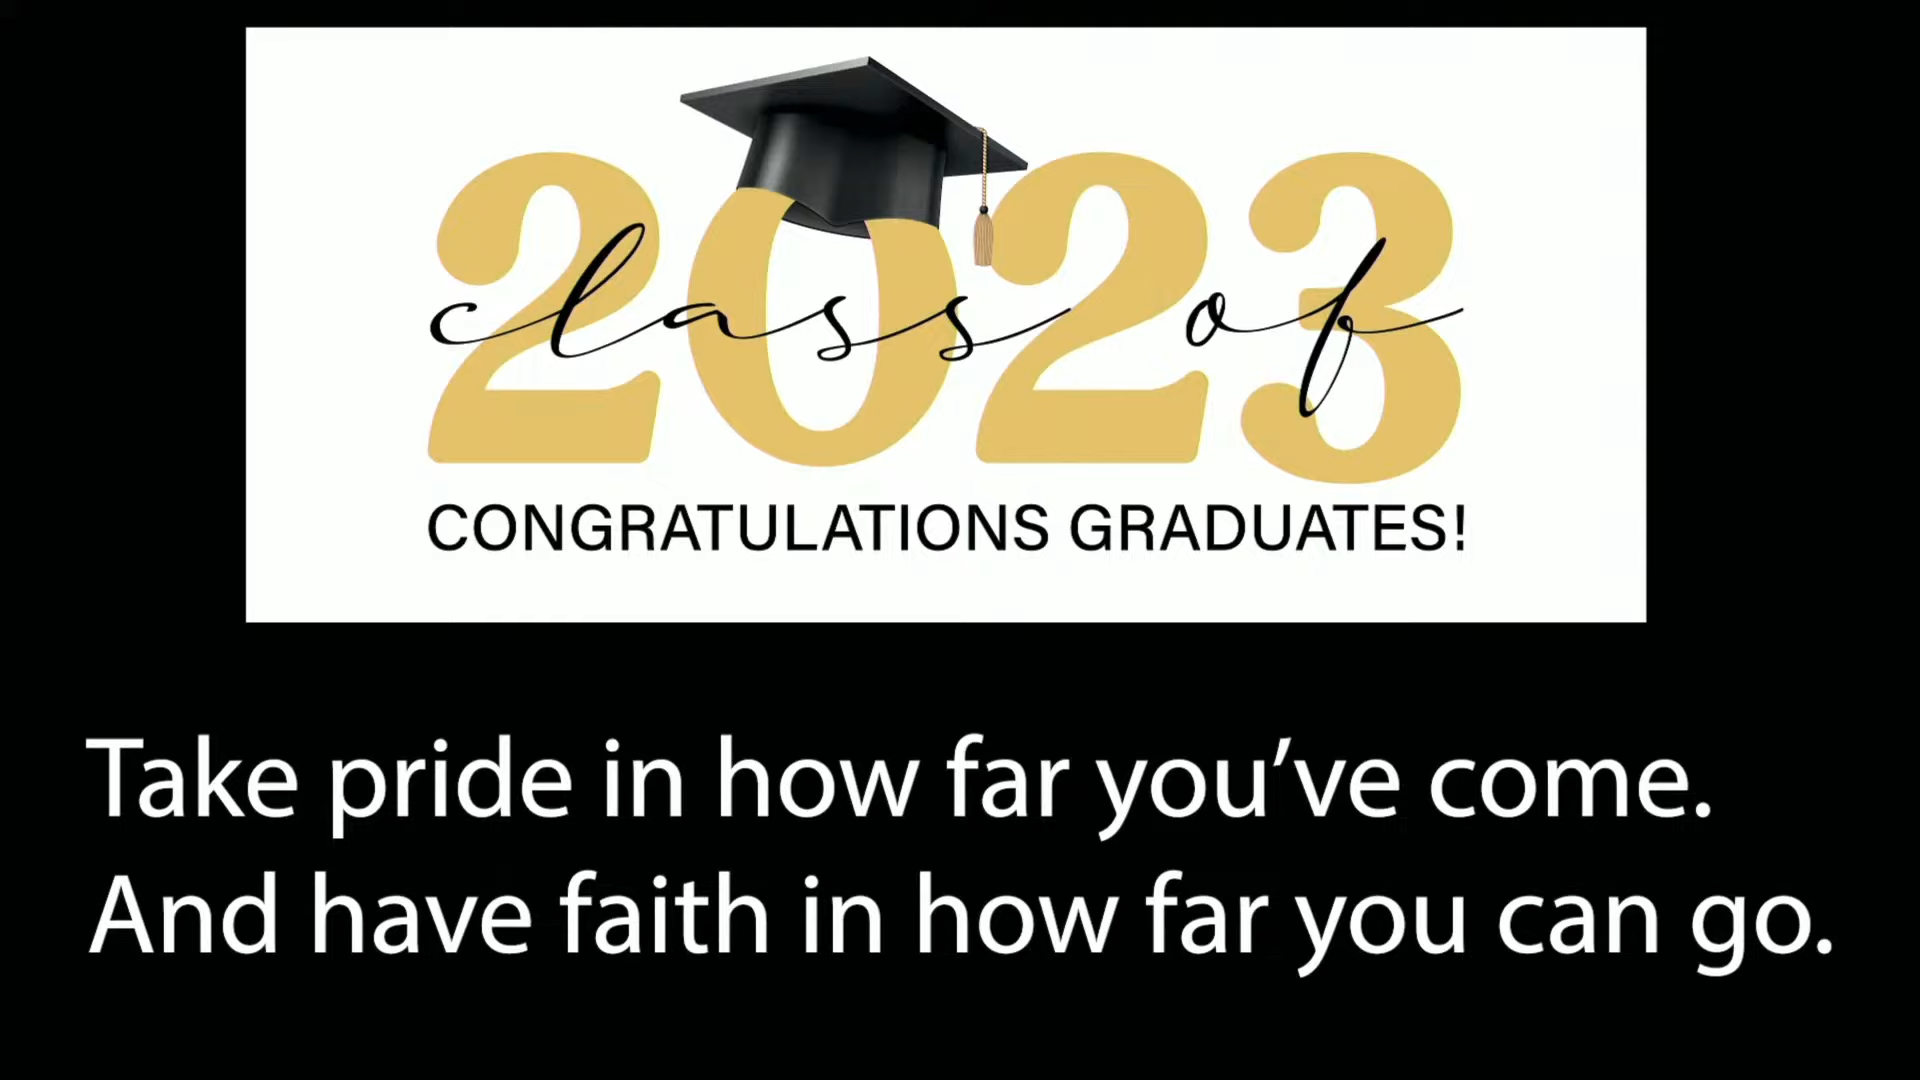 class of
2023
CONGRATULATIONS GRADUATES!
Take pride in how far you’ve come.
And have faith in how far you can go.